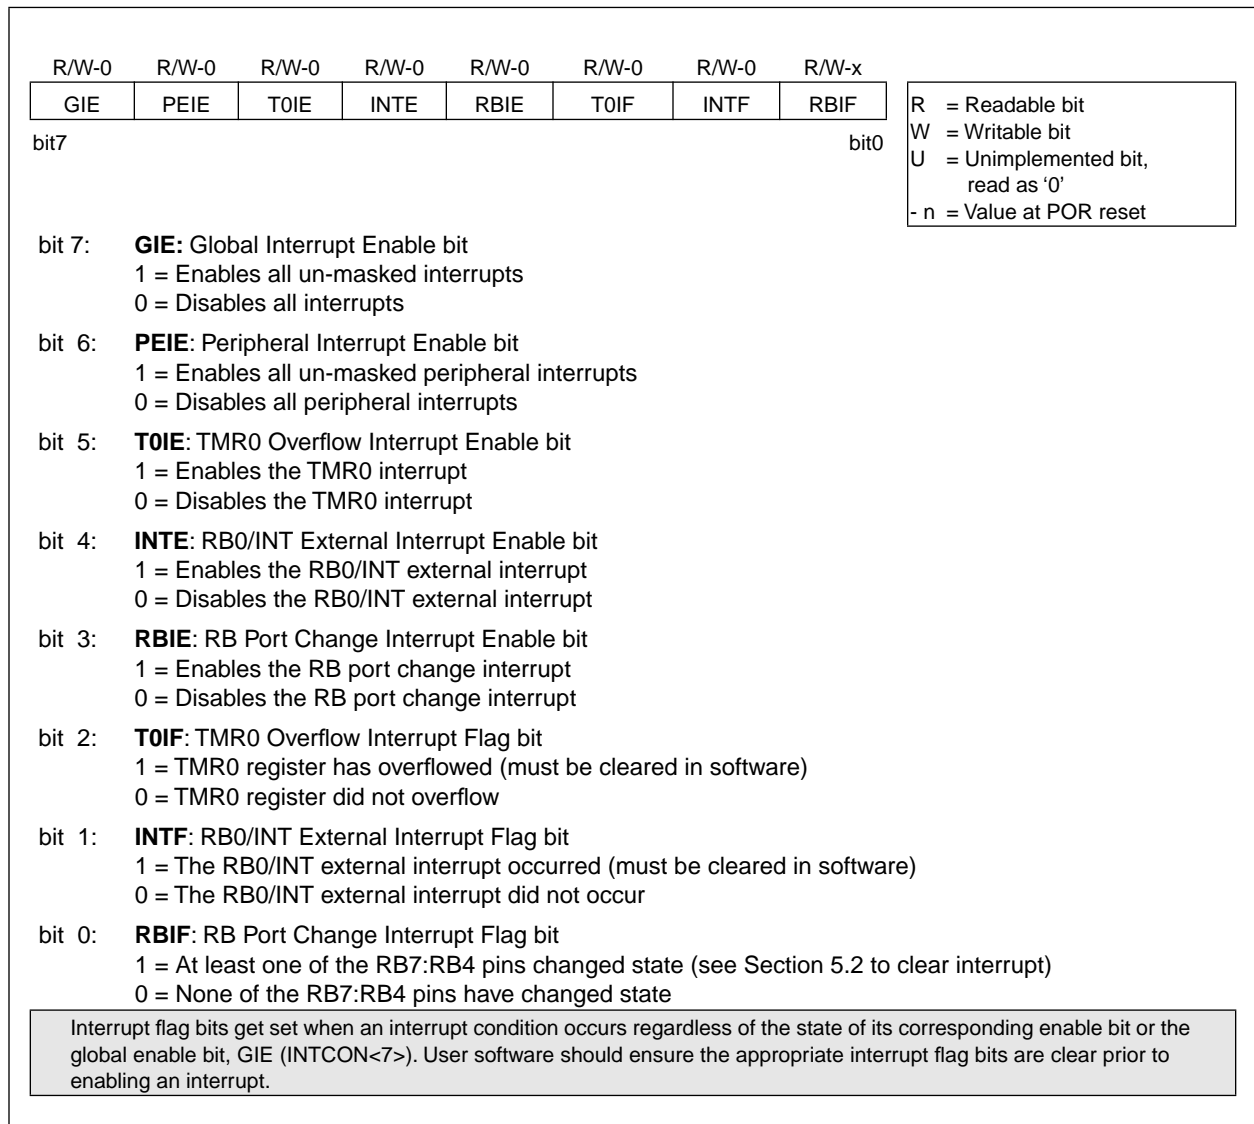 R/W-0 R/W-0 R/W-0 R/W-0 R/W-0 R/W-0 R/W-0 R/W-x
GIE PEIE T0IE INTE RBIE T0IF INTF RBIF
bit7 bit0
R = Readable bit
W = Writable bit
U = Unimplemented bit,
read as ‘0’
- n = Value at POR reset
bit 7: GIE: Global Interrupt Enable bit
1 = Enables all un-masked interrupts
0 = Disables all interrupts
bit 6: PEIE: Peripheral Interrupt Enable bit
1 = Enables all un-masked peripheral interrupts
0 = Disables all peripheral interrupts
bit 5: T0IE: TMR0 Overflow Interrupt Enable bit
1 = Enables the TMR0 interrupt
0 = Disables the TMR0 interrupt
bit 4: INTE: RB0/INT External Interrupt Enable bit
1 = Enables the RB0/INT external interrupt
0 = Disables the RB0/INT external interrupt
bit 3: RBIE: RB Port Change Interrupt Enable bit
1 = Enables the RB port change interrupt
0 = Disables the RB port change interrupt
bit 2: T0IF: TMR0 Overflow Interrupt Flag bit
1 = TMR0 register has overflowed (must be cleared in software)
0 = TMR0 register did not overflow
bit 1: INTF: RB0/INT External Interrupt Flag bit
1 = The RB0/INT external interrupt occurred (must be cleared in software)
0 = The RB0/INT external interrupt did not occur
bit 0: RBIF: RB Port Change Interrupt Flag bit
1 = At least one of the RB7:RB4 pins changed state (see Section 5.2 to clear interrupt)
0 = None of the RB7:RB4 pins have changed state
Interrupt flag bits get set when an interrupt condition occurs regardless of the state of its corresponding enable bit or the
global enable bit, GIE (INTCON<7>). User software should ensure the appropriate interrupt flag bits are clear prior to
enabling an interrupt.